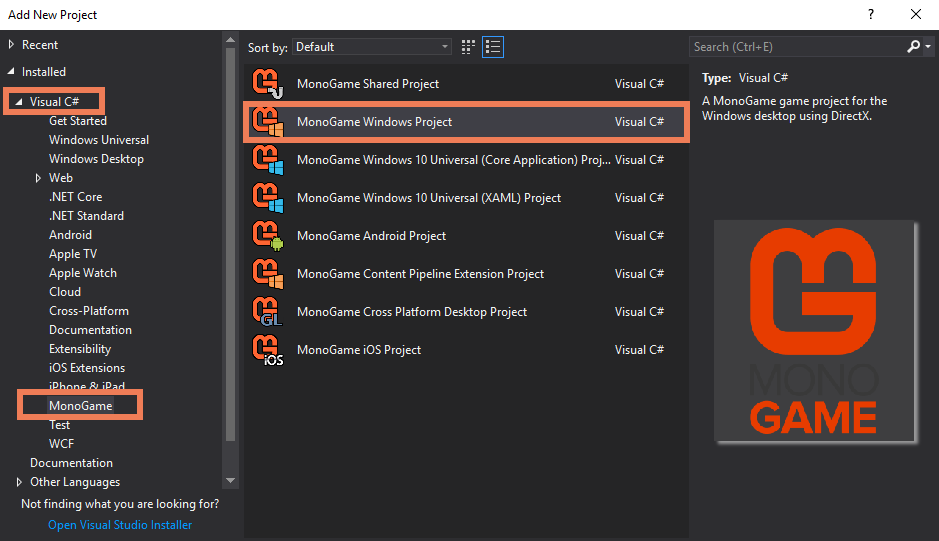 Add New Project
Recent
Installed
Visual C#
Get Started
Windows Universal
Windows Desktop
Web
.NET Core
.NET Standard
Android
Apple TV
Apple Watch
Cloud
Cross-Platform
Documentation
Extensibility
iOS Extensions
iPhone & iPad
MonoGame
Test
WCF
Documentation
Other Languages
Not finding what you are looking for?
Open Visual Studio Installer
Sort by: Default
MonoGame Shared Project Visual C#
MonoGame Windows Project Visual C#
MonoGame Windows 10 Universal (Core Application) Proj... Visual C#
MonoGame Windows 10 Universal (XAML) Project Visual C#
MonoGame Android Project Visual C#
MonoGame Content Pipeline Extension Project Visual C#
GL
MonoGame Cross Platform Desktop Project Visual C#
iOS
MonoGame iOS Project Visual C#
Search (Ctrl+E)
Type: Visual C#
A MonoGame game project for the
Windows desktop using DirectX.
MONO
GAME